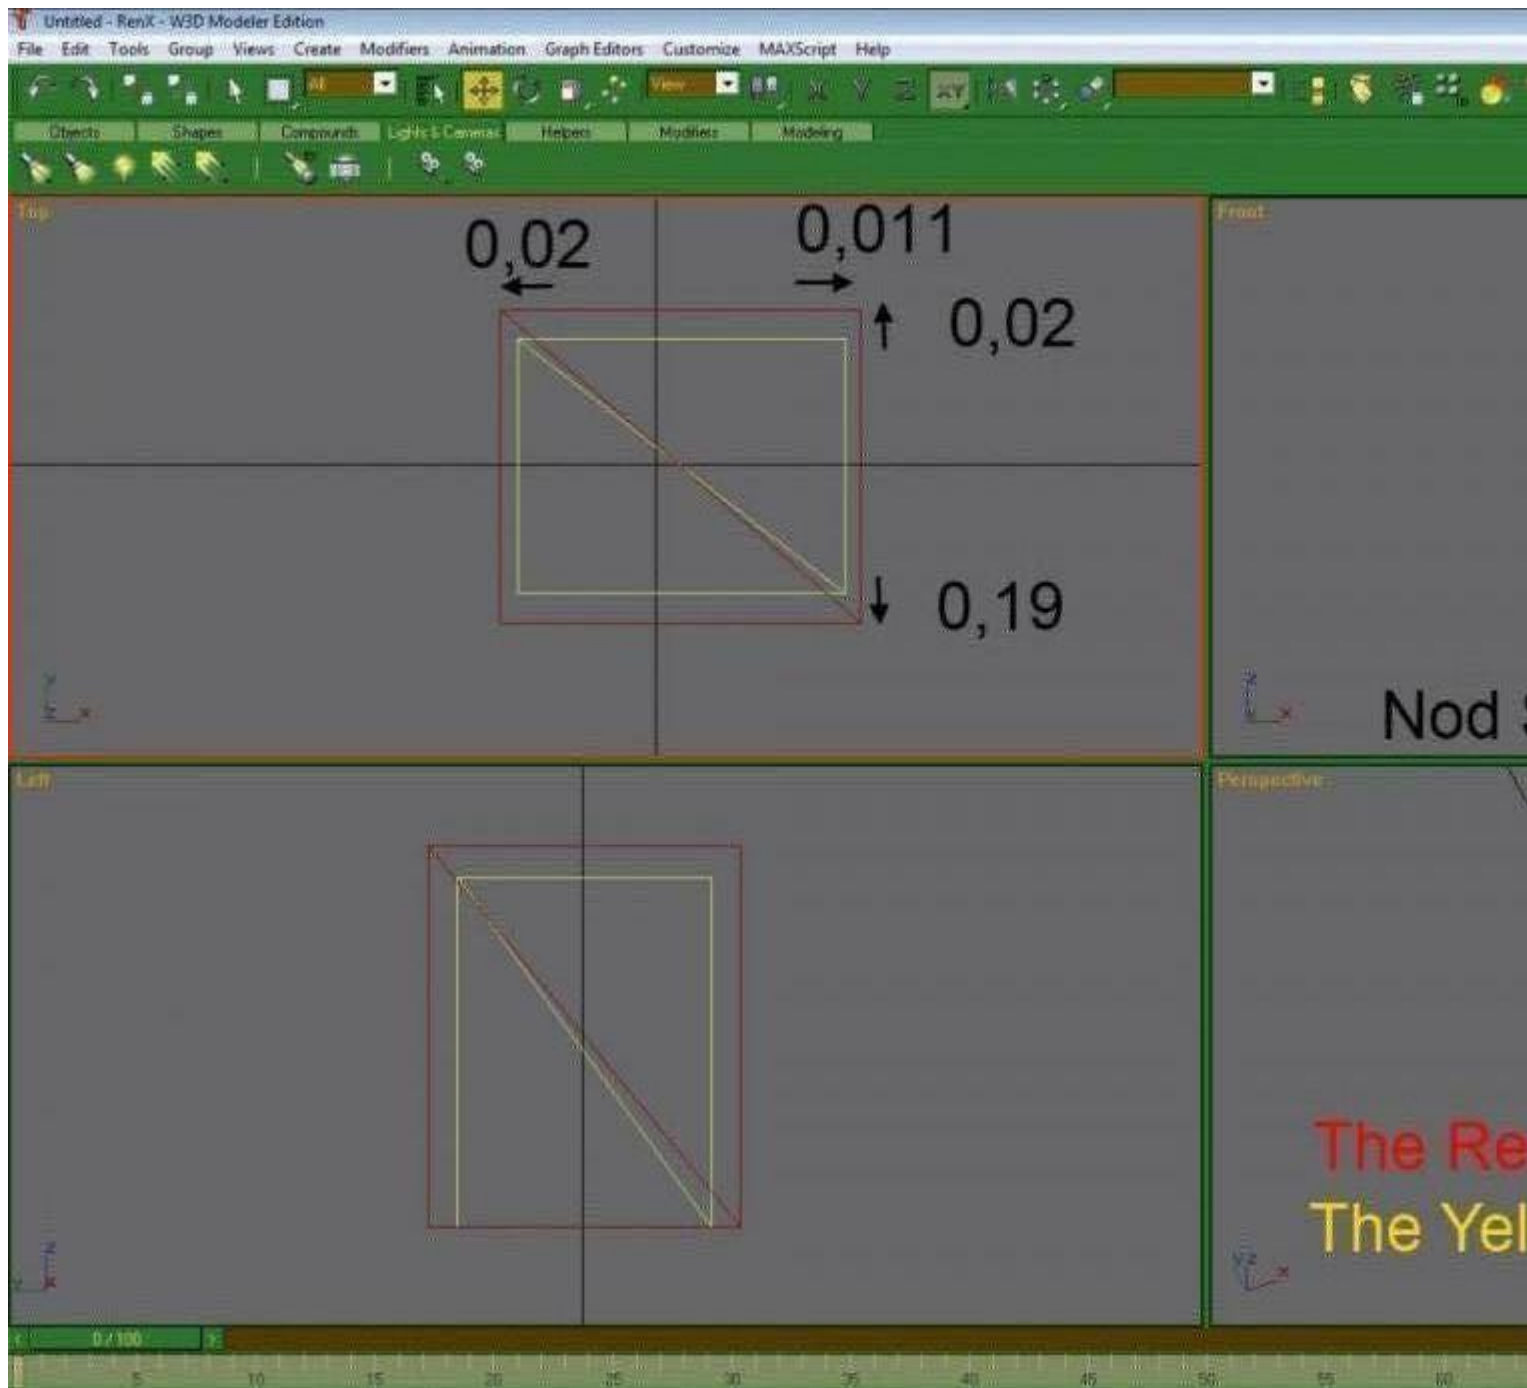 Untitled - RenX - W3D Modeler Edition
File Edit Tools Group Views Create Modifiers Animation Graph Editors Customize MAXScript Help
All View X Y Z XY
Objects Shapes Compounds Lights & Cameras Helpers Modifiers Modeling
Top
Front
0,02
0,011
0,02
0,19
Y
Z X
Z
X
Nod
Left
Perspective
The Re
The Yel
Z
X
Z
X
0 / 100
5 10 15 20 25 30 35 40 45 50 55 60